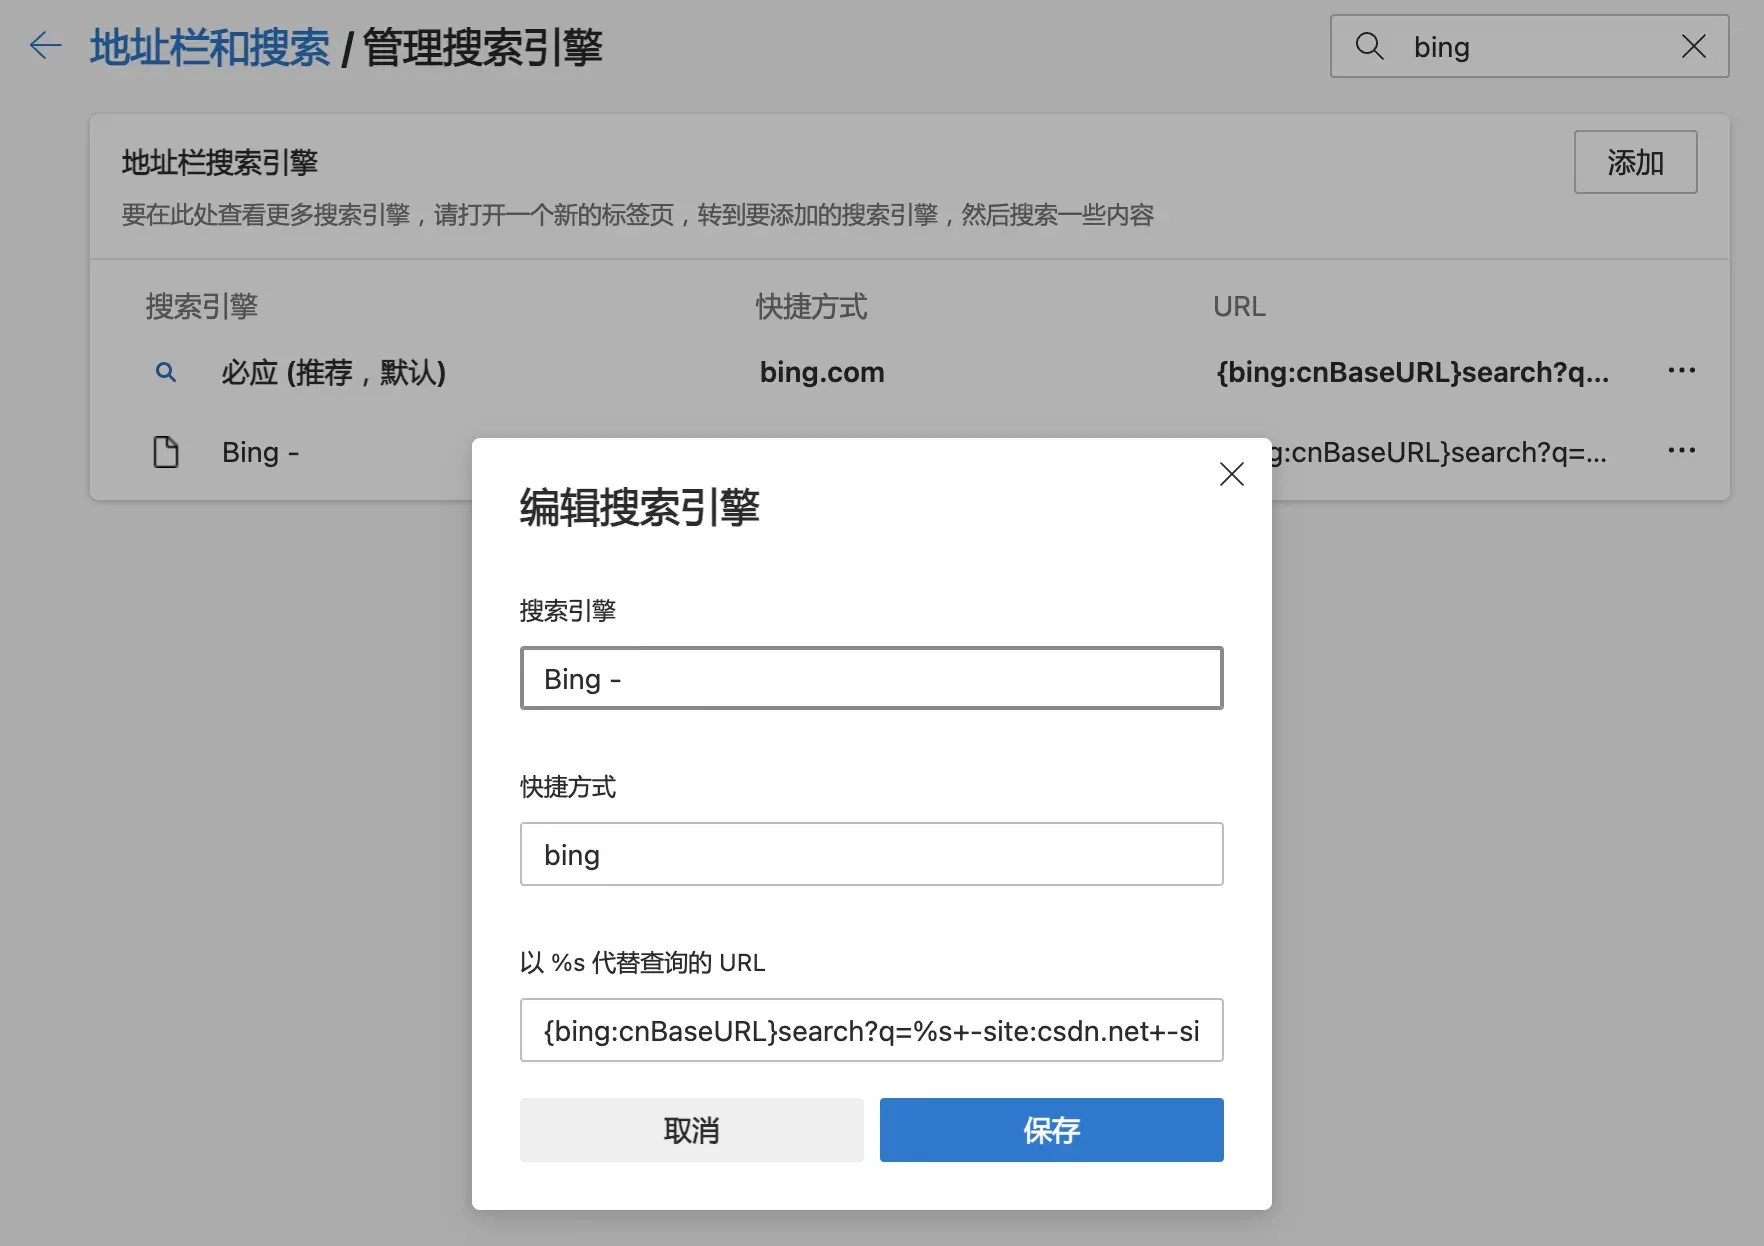 地址栏和搜索 / 管理搜索引擎
bing
地址栏搜索引擎
添加
要在此处查看更多搜索引擎，请打开一个新的标签页，转到要添加的搜索引擎，然后搜索一些内容
搜索引擎 快捷方式 URL
必应 (推荐，默认) bing.com {bing:cnBaseURL}search?q... ...
Bing - g:cnBaseURL}search?q=... ...
编辑搜索引擎
搜索引擎
Bing -
快捷方式
bing
以 %s 代替查询的 URL
{bing:cnBaseURL}search?q=%s+-site:csdn.net+-si
取消 保存